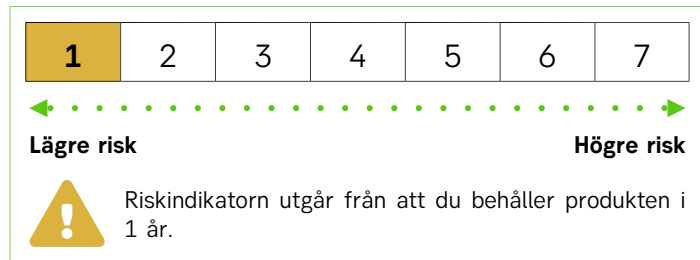 1 2 3 4 5 6 7
Lägre risk Högre risk
Riskindikatorn utgår från att du behåller produkten i
1 år.